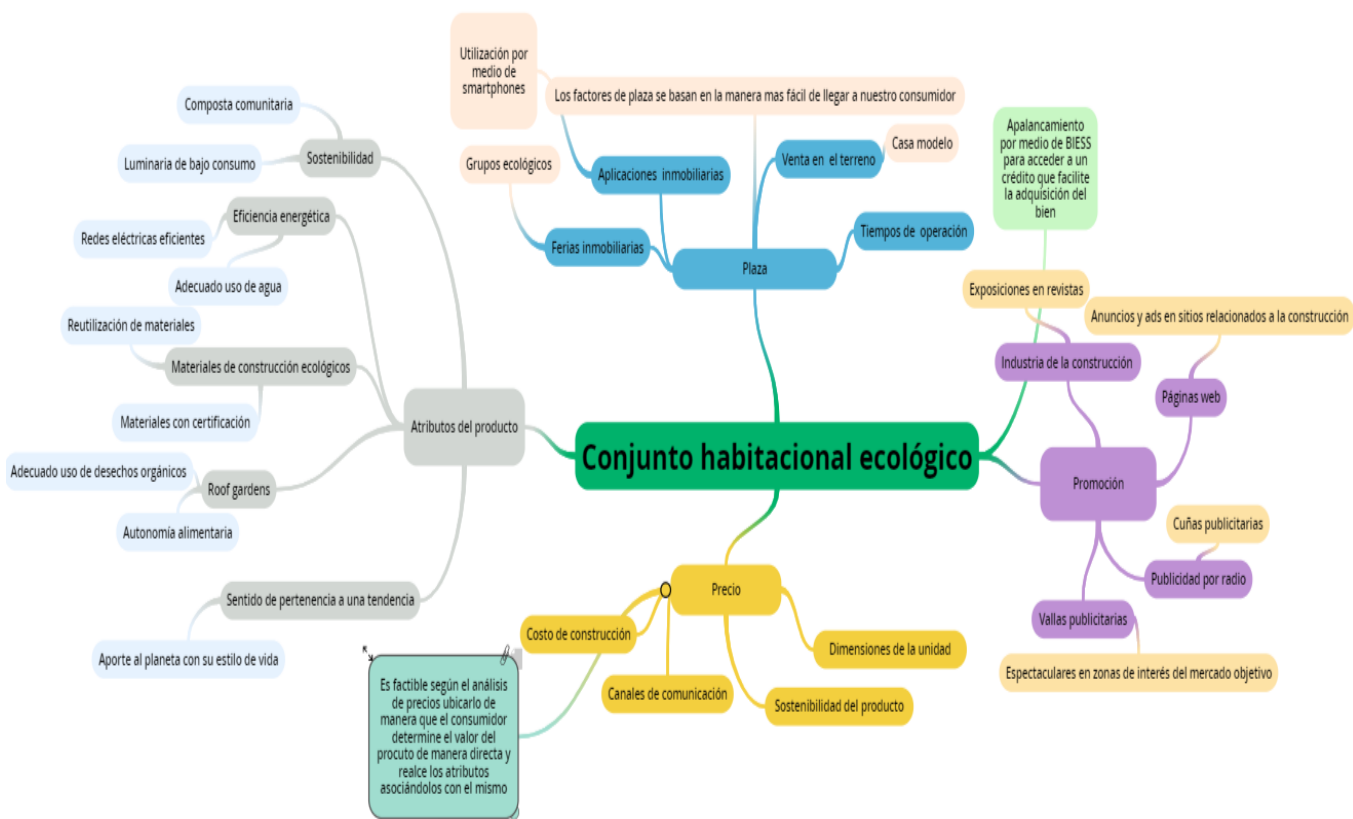 Conjunto habitacional ecológico
Atributos del producto
Sostenibilidad
Composta comunitaria
Luminaria de bajo consumo
Eficiencia energética
Redes eléctricas eficientes
Adecuado uso de agua
Materiales de construcción ecológicos
Reutilización de materiales
Materiales con certificación
Roof gardens
Adecuado uso de desechos orgánicos
Autonomía alimentaria
Sentido de pertenencia a una tendencia
Aporte al planeta con su estilo de vida
Plaza
Utilización por
medio de
smartphones
Los factores de plaza se basan en la manera mas fácil de llegar a nuestro consumidor
Aplicaciones inmobiliarias
Grupos ecológicos
Ferias inmobiliarias
Venta en el terreno
Casa modelo
Tiempos de operación
Apalancamiento
por medio de BIESS
para acceder a un
crédito que facilite
la adquisición del
bien
Promoción
Exposiciones en revistas
Industria de la construcción
Anuncios y ads en sitios relacionados a la construcción
Páginas web
Cuñas publicitarias
Publicidad por radio
Vallas publicitarias
Espectaculares en zonas de interés del mercado objetivo
Precio
Costo de construcción
Canales de comunicación
Sostenibilidad del producto
Dimensiones de la unidad
Es factible según el análisis
de precios ubicarlo de
manera que el consumidor
determine el valor del
procuto de manera directa y
realce los atributos
asociándolos con el mismo